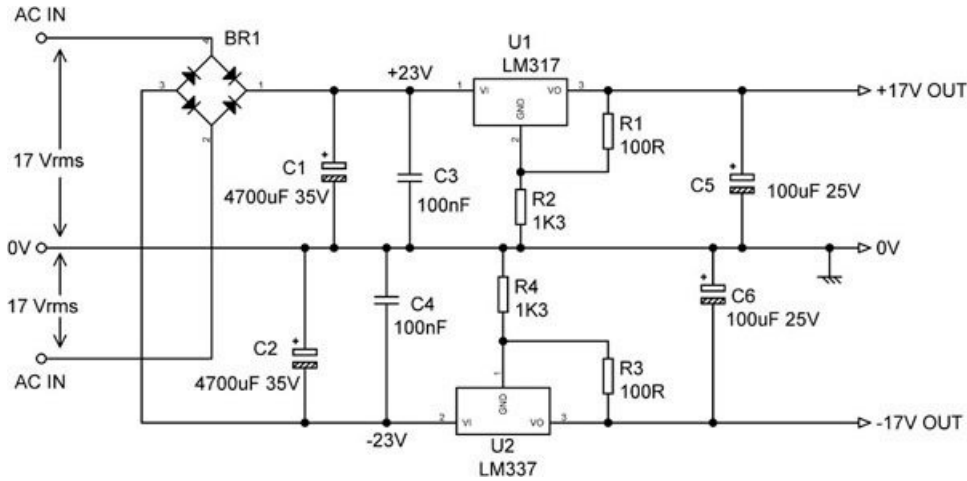 AC IN
BR1
4
3
1
2
17 Vrms
+23V
U1
LM317
1
VI
VO
3
GND
2
+17V OUT
R1
100R
C1
+
4700uF 35V
C3
100nF
R2
1K3
C5
+
100uF 25V
0V
0V
17 Vrms
C4
100nF
R4
1K3
+
C6
100uF 25V
C2
+
4700uF 35V
AC IN
R3
100R
1
GND
2
VI
VO
3
-23V
U2
LM337
-17V OUT